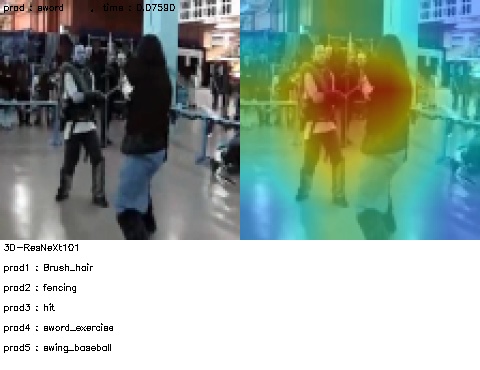 pred : sword , time : 0.07590
3D-ResNeXt101
pred1 : Brush_hair
pred2 : fencing
pred3 : hit
pred4 : sword_exercise
pred5 : swing_baseball